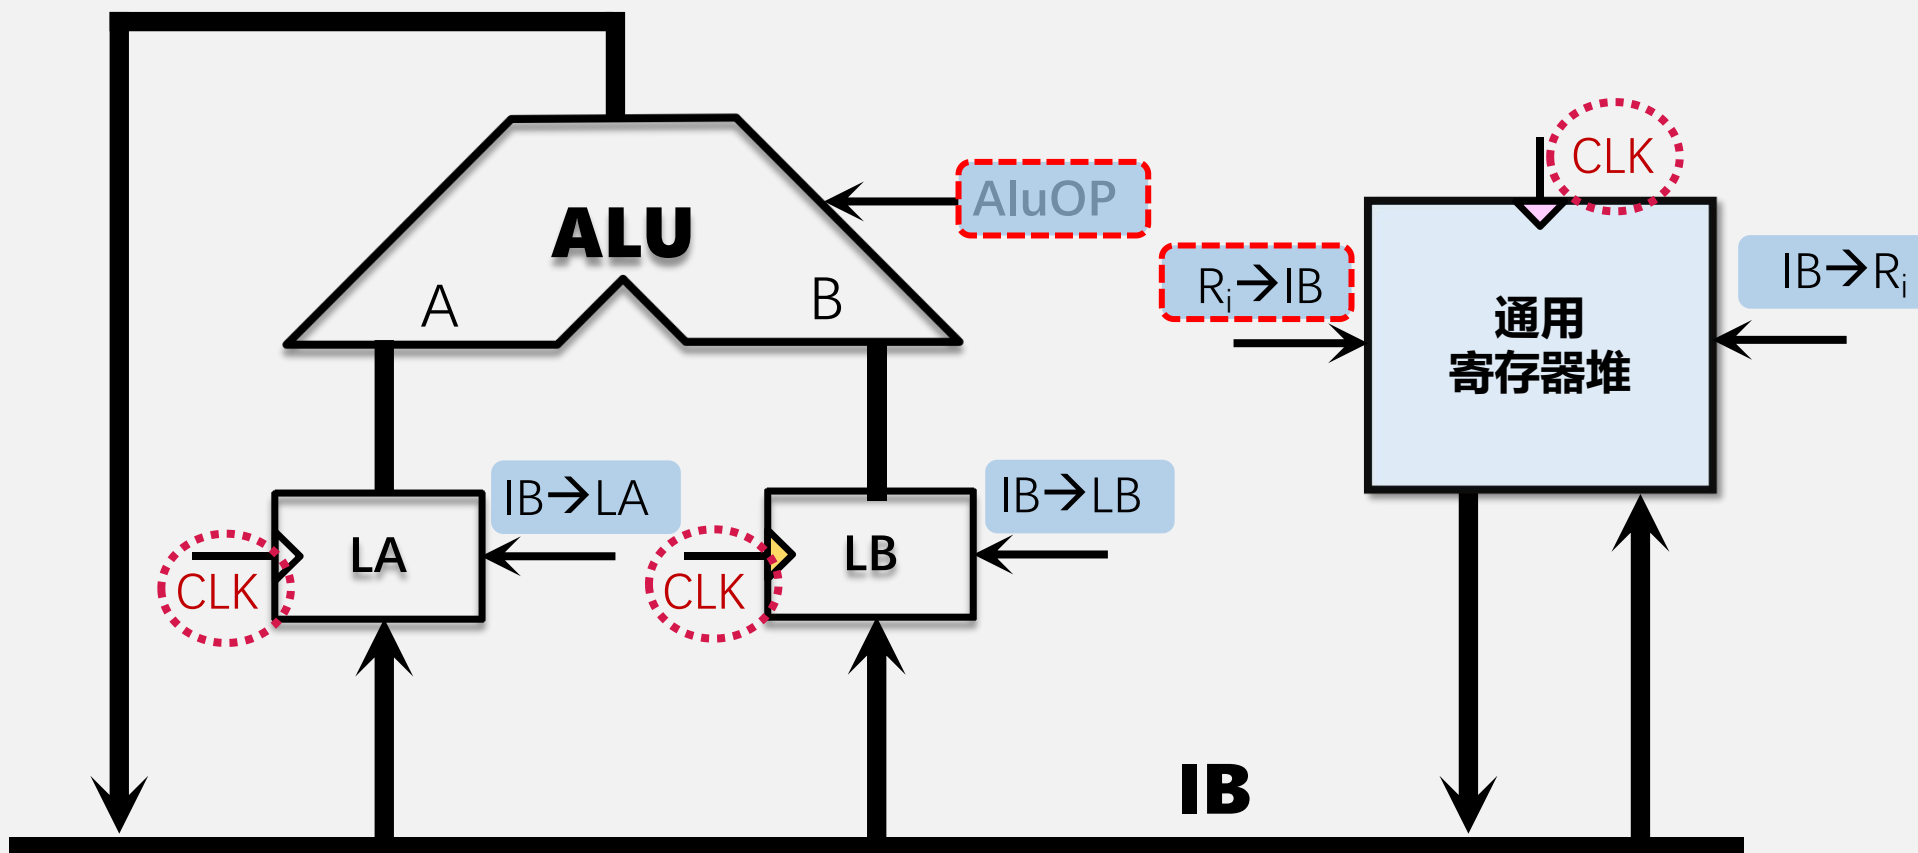 CLK
AluOP
ALU
Rᵢ→IB
IB→Rᵢ
A
B
通用
寄存器堆
IB→LA
IB→LB
LA
LB
CLK
CLK
IB